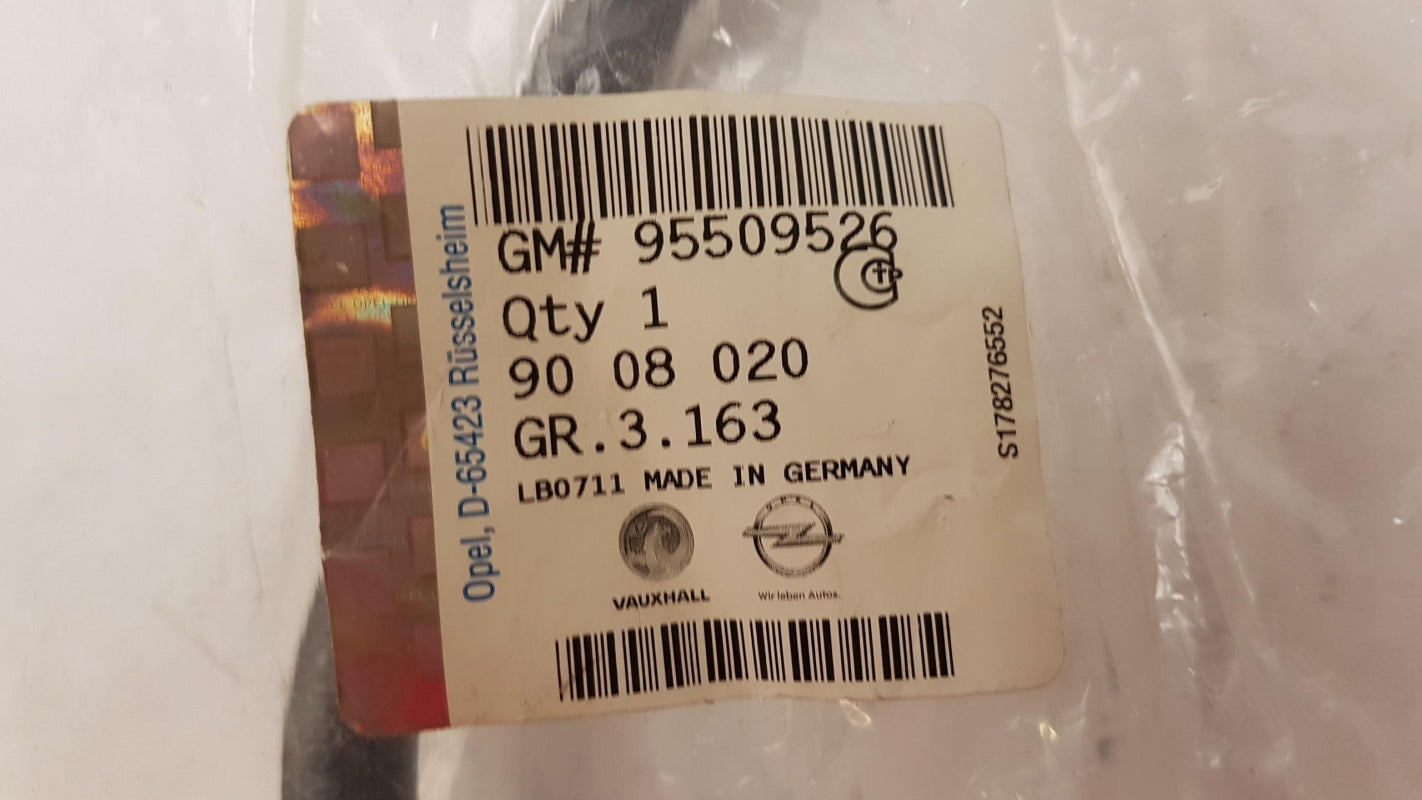 GM# 95509526
Qty 1
90 08 020
GR.3.163
LB0711 MADE IN GERMANY
VAUXHALL
Wir leben Autos.
Opel, D-65423 Rüsselsheim
S178276552